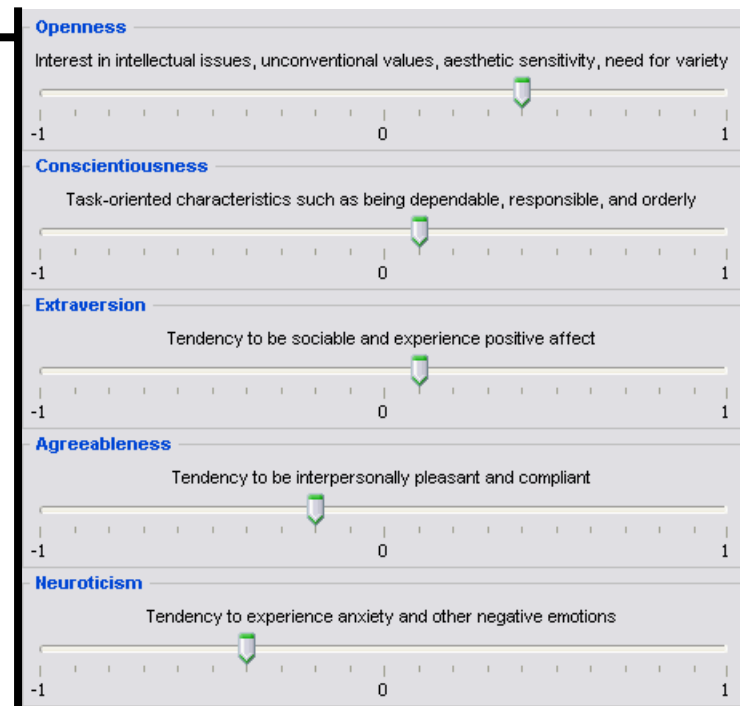 Openness
Interest in intellectual issues, unconventional values, aesthetic sensitivity, need for variety
-1 0 1
Conscientiousness
Task-oriented characteristics such as being dependable, responsible, and orderly
-1 0 1
Extraversion
Tendency to be sociable and experience positive affect
-1 0 1
Agreeableness
Tendency to be interpersonally pleasant and compliant
-1 0 1
Neuroticism
Tendency to experience anxiety and other negative emotions
-1 0 1